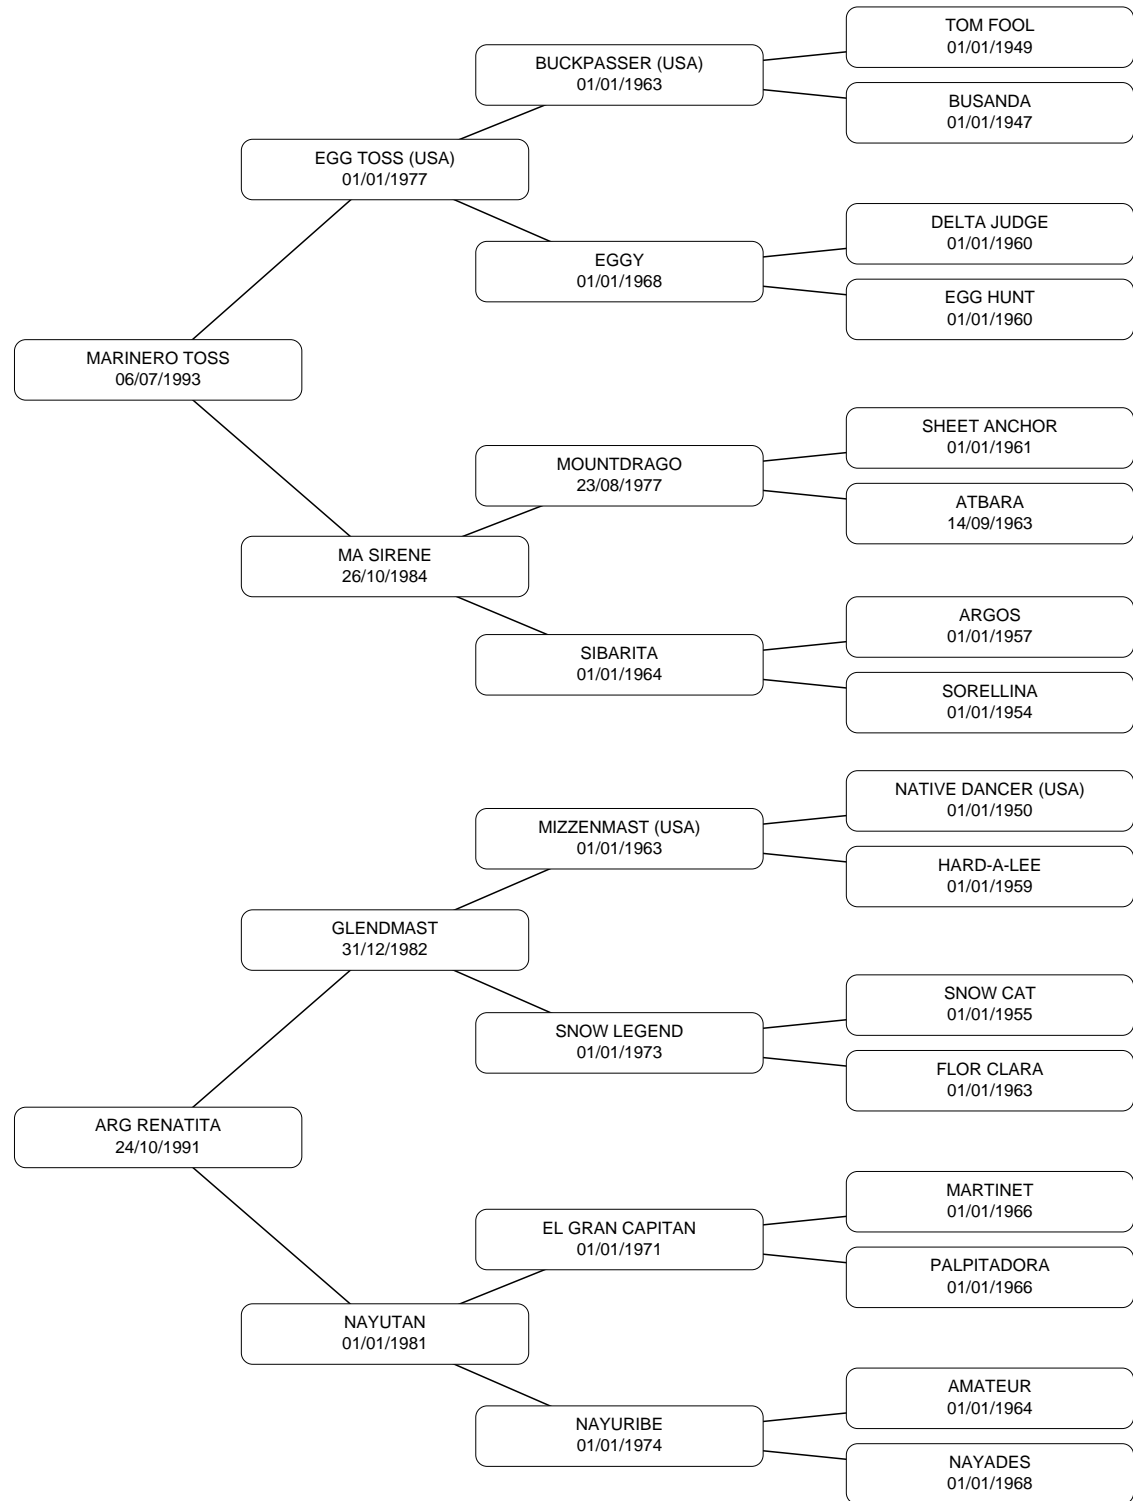 TOM FOOL
01/01/1949
BUCKPASSER (USA)
01/01/1963
BUSANDA
01/01/1947
EGG TOSS (USA)
01/01/1977
DELTA JUDGE
01/01/1960
EGGY
01/01/1968
EGG HUNT
01/01/1960
MARINERO TOSS
06/07/1993
SHEET ANCHOR
01/01/1961
MOUNTDRAGO
23/08/1977
ATBARA
14/09/1963
MA SIRENE
26/10/1984
ARGOS
01/01/1957
SIBARITA
01/01/1964
SORELLINA
01/01/1954
NATIVE DANCER (USA)
01/01/1950
MIZZENMAST (USA)
01/01/1963
HARD-A-LEE
01/01/1959
GLENDMAST
31/12/1982
SNOW CAT
01/01/1955
SNOW LEGEND
01/01/1973
FLOR CLARA
01/01/1963
ARG RENATITA
24/10/1991
MARTINET
01/01/1966
EL GRAN CAPITAN
01/01/1971
PALPITADORA
01/01/1966
NAYUTAN
01/01/1981
AMATEUR
01/01/1964
NAYURIBE
01/01/1974
NAYADES
01/01/1968